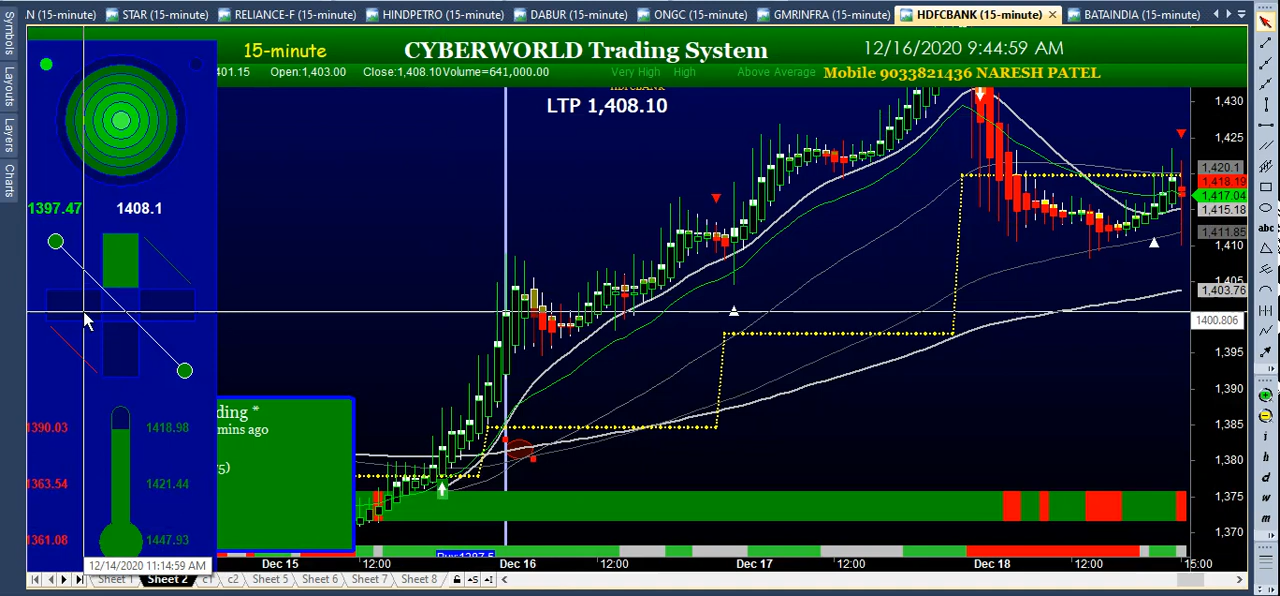 N (15-minute) STAR (15-minute) RELIANCE-F (15-minute) HINDPETRO (15-minute) DABUR (15-minute) ONGC (15-minute) GMRINFRA (15-minute) HDFCBANK (15-minute) BATAINDIA (15-minute)
Symbols
Layouts
Layers
Charts
15-minute CYBERWORLD Trading System 12/16/2020 9:44:59 AM
401.15 Open:1,403.00 Close:1,408.10Volume=641,000.00 Very High High Above Average Mobile 9033821436 NARESH PATEL
HDFCBANK
LTP 1,408.10
1397.47 1408.1
1390.03 1418.98
1363.54 1421.44
1361.08 1447.93
ding *
mins ago
5)
12/14/2020 11:14:59 AM
1,430
1,425
1,420.1
1,418.19
1,417.04
1,415.18
1,411.85
1,410
1,405
1,403.76
1400.806
1,395
1,390
1,385
1,380
1,375
1,370
Dec 15 12:00 Dec 16 12:00 Dec 17 12:00 Dec 18 12:00 15:00
Sheet 1 Sheet 2 c1 c2 Sheet 5 Sheet 6 Sheet 7 Sheet 8
abc
i
h
d
w
m